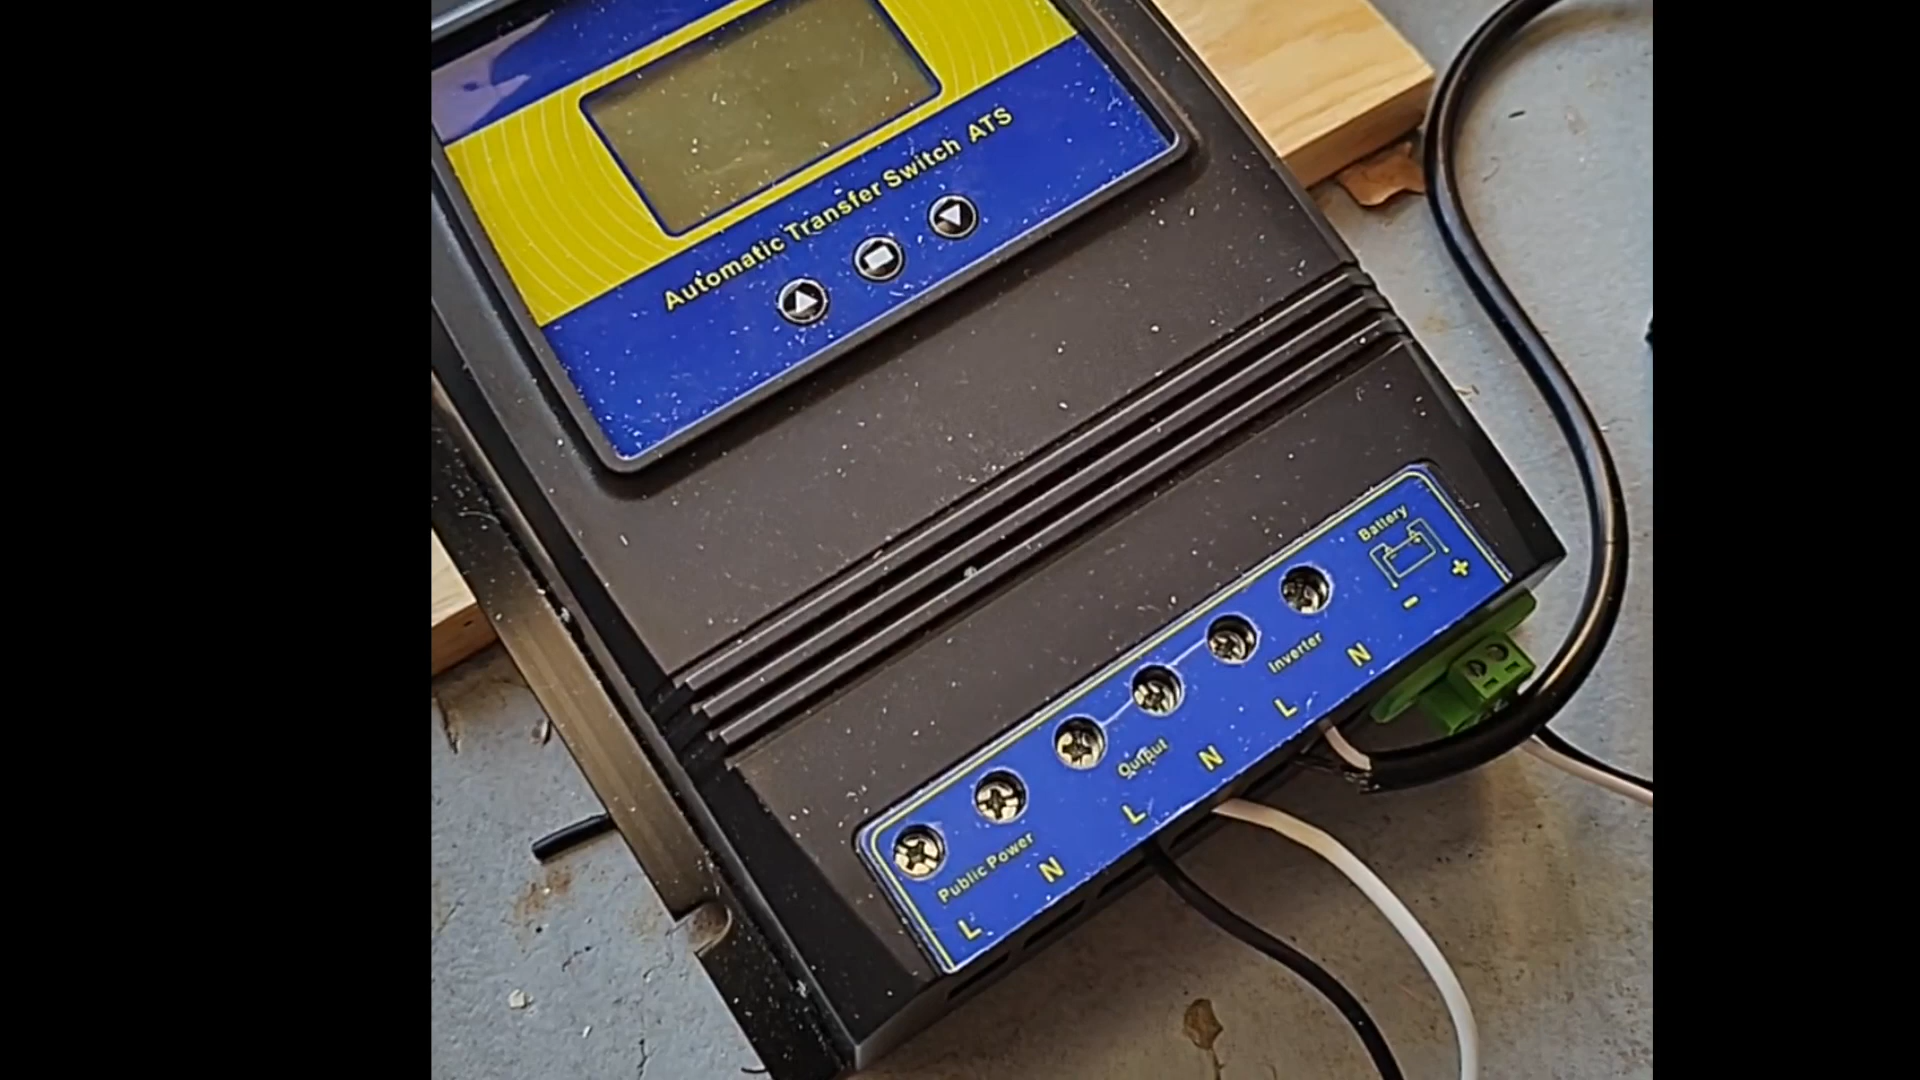 Automatic Transfer Switch ATS
Battery
- +
Public Power Output Inverter
L N L N L N